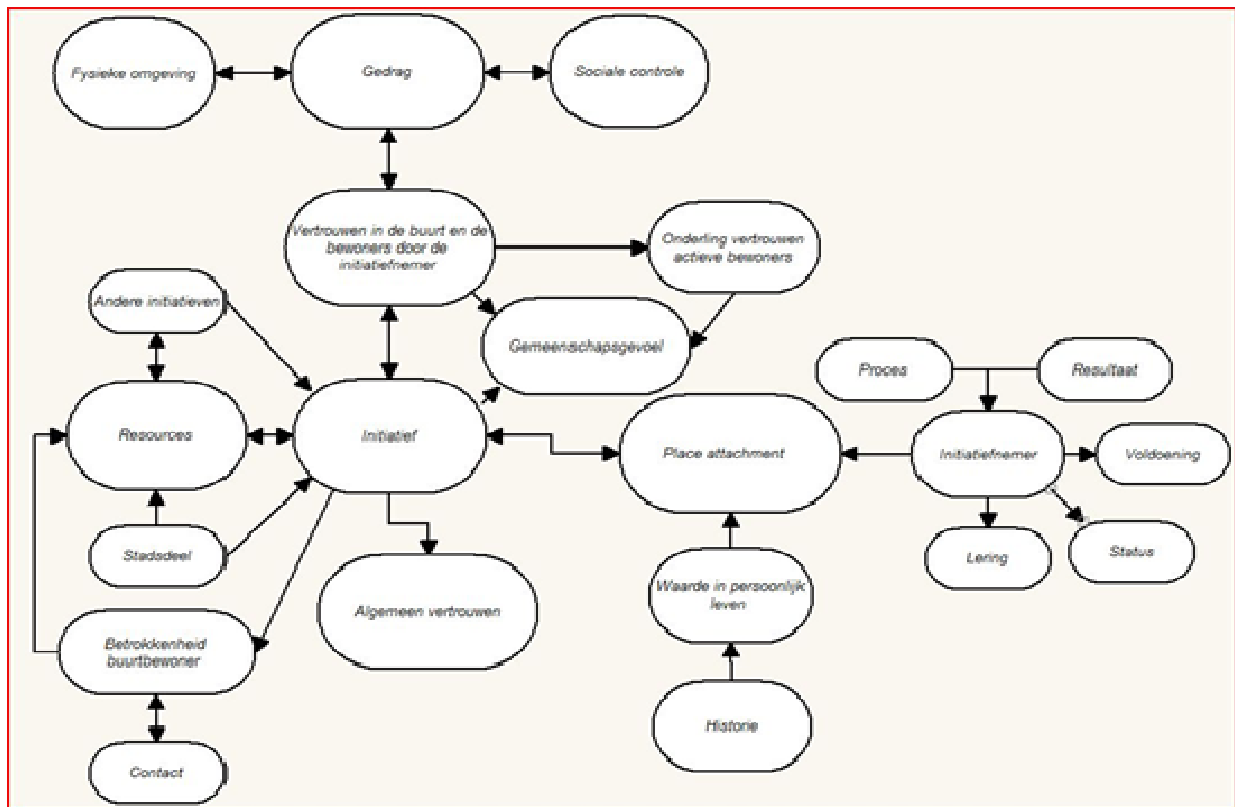 Fysieke omgeving
Gedrag
Sociale controle
Vertrouwen in de buurt en de
bewoners door de
initiatiefnemer
Onderling vertrouwen
actieve bewoners
Andere initiatieven
Gemeenschapsgevoel
Proces
Resultaat
Resources
Initiatief
Place attachment
Initiatiefnemer
Voldoening
Stadsdeel
Lering
Status
Algemeen vertrouwen
Waarde in persoonlijk
leven
Betrokkenheid
buurtbewoner
Historie
Contact